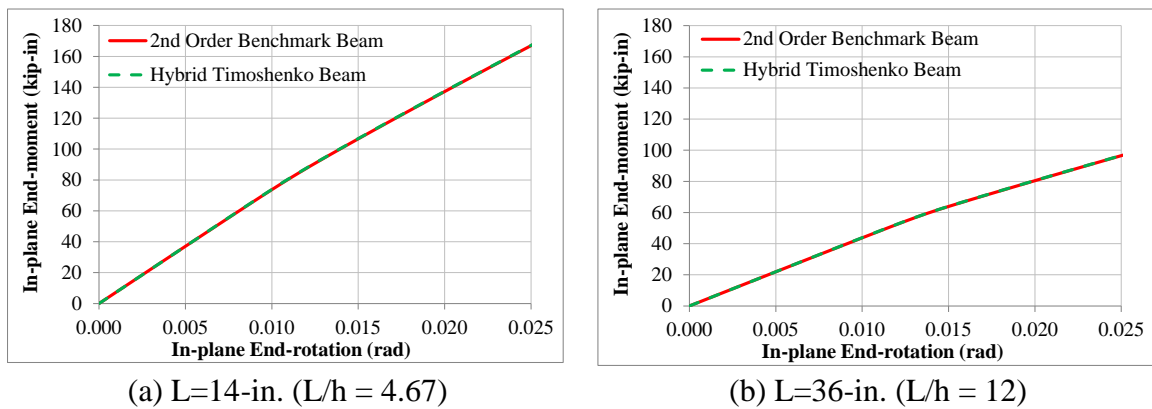 180
160
140
120
100
80
60
40
20
0
In-plane End-moment (kip-in)
2nd Order Benchmark Beam
Hybrid Timoshenko Beam
0.000 0.005 0.010 0.015 0.020 0.025
In-plane End-rotation (rad)
(a) L=14-in. (L/h = 4.67)
180
160
140
120
100
80
60
40
20
0
In-plane End-moment (kip-in)
2nd Order Benchmark Beam
Hybrid Timoshenko Beam
0.000 0.005 0.010 0.015 0.020 0.025
In-plane End-rotation (rad)
(b) L=36-in. (L/h = 12)